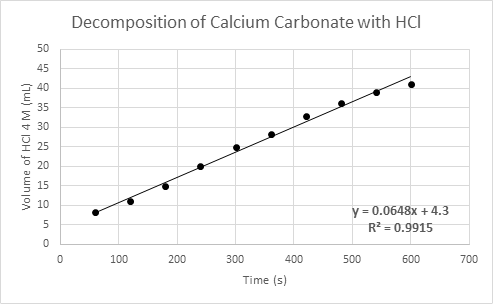 Decomposition of Calcium Carbonate with HCl
50
45
40
35
30
25
20
15
10
5
0
Volume of HCl 4 M (mL)
y = 0.0648x + 4.3
R² = 0.9915
0 100 200 300 400 500 600 700
Time (s)